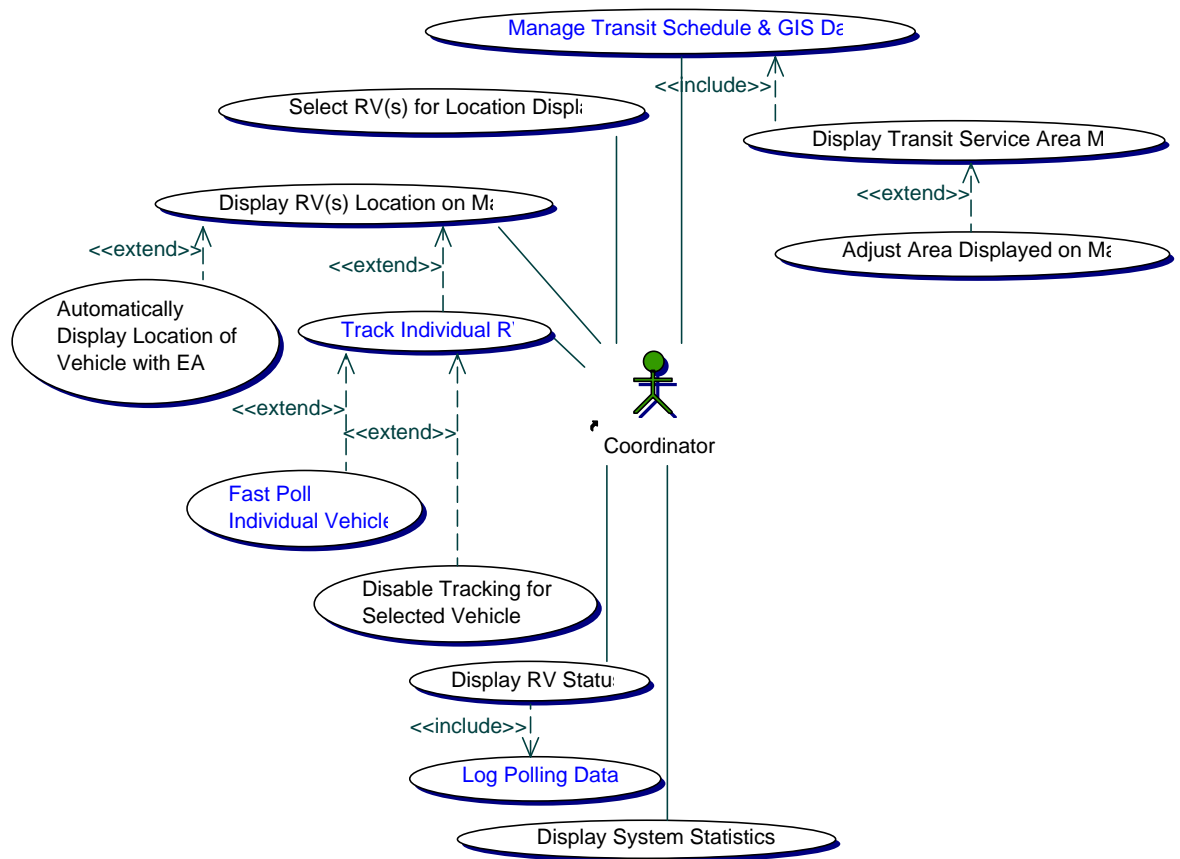 Manage Transit Schedule & GIS Da
<<include>>
Select RV(s) for Location Displa
Display Transit Service Area M
<<extend>>
Display RV(s) Location on Ma
Adjust Area Displayed on Ma
<<extend>>
<<extend>>
Automatically
Display Location of
Vehicle with EA
Track Individual R
<<extend>>
<<extend>>
Coordinator
Fast Poll
Individual Vehicle
Disable Tracking for
Selected Vehicle
Display RV Statu
<<include>>
Log Polling Data
Display System Statistics